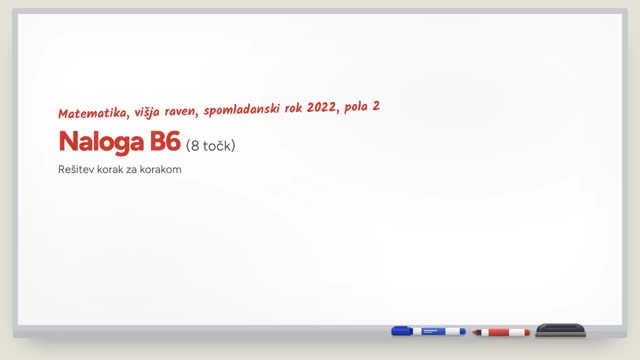 Matematika, višja raven, spomladanski rok 2022, pola 2
Naloga B6 (8 točk)
Rešitev korak za korakom